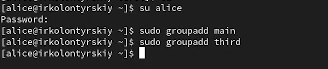 [alice@irkolontyrskiy ~]$ su alice
Password:
[alice@irkolontyrskiy ~]$ sudo groupadd main
[alice@irkolontyrskiy ~]$ sudo groupadd third
[alice@irkolontyrskiy ~]$